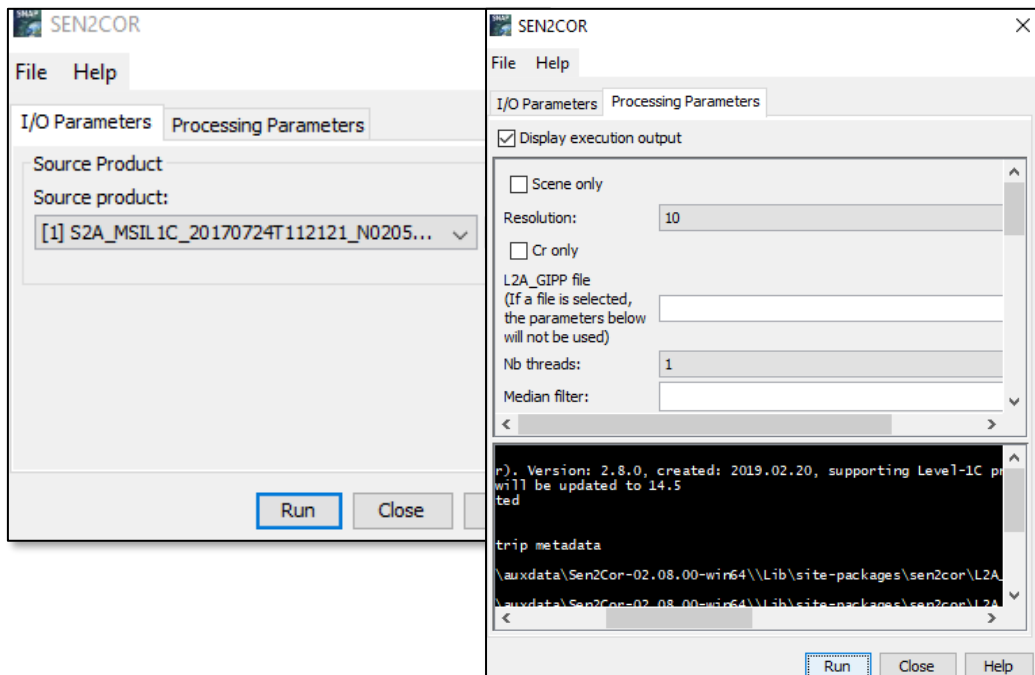 SEN2COR
File Help
I/O Parameters Processing Parameters
Source Product
Source product:
[1] S2A_MSIL1C_20170724T112121_N0205...
Run Close
SNAP
SEN2COR
File Help
I/O Parameters Processing Parameters
Display execution output
Scene only
Resolution: 10
Cr only
L2A_GIPP file
(If a file is selected,
the parameters below
will not be used)
Nb threads: 1
Median filter:
r). Version: 2.8.0, created: 2019.02.20, supporting Level-1C pr
will be updated to 14.5
ted
trip metadata
\auxdata\Sen2Cor-02.08.00-win64\\Lib\site-packages\sen2cor\L2A_
\auxdata\Sen2Cor-02.08.00-win64\\Lib\site-packages\sen2cor\L2A
Run Close Help